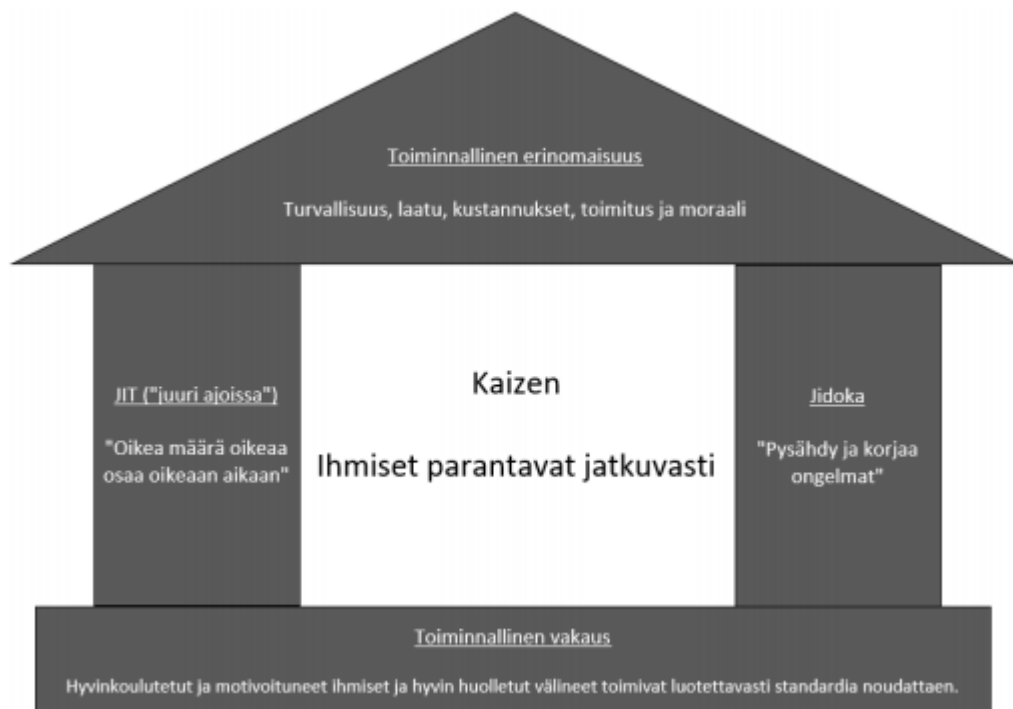 Toiminnallinen erinomaisuus
Turvallisuus, laatu, kustannukset, toimitus ja moraali
JIT ("juuri ajoissa")
"Oikea määrä oikeaa
osaa oikeaan aikaan"
Kaizen
Ihmiset parantavat jatkuvasti
Jidoka
"Pysähdy ja korjaa
ongelmat"
Toiminnallinen vakaus
Hyvinkoulutetut ja motivoituneet ihmiset ja hyvin huolletut välineet toimivat luotettavasti standardia noudattaen.